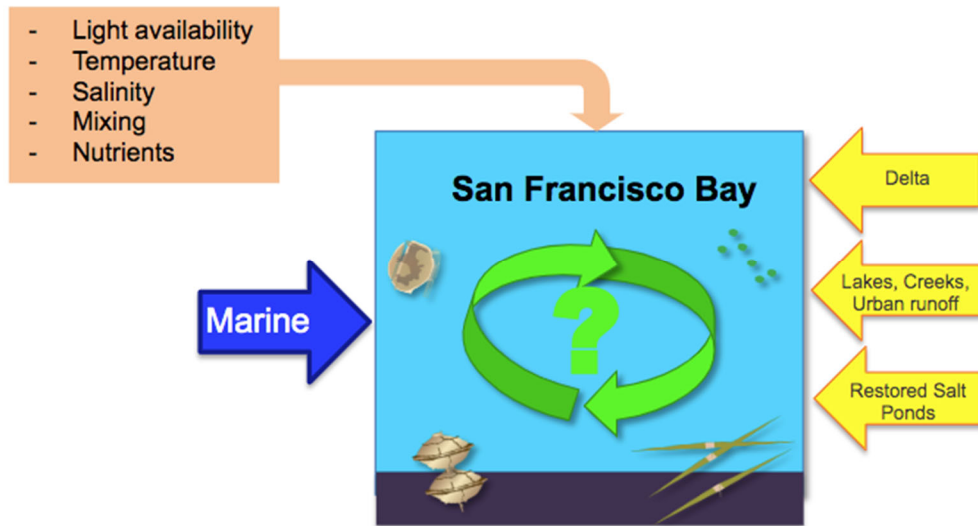 - Light availability
- Temperature
- Salinity
- Mixing
- Nutrients
San Francisco Bay
Delta
Lakes, Creeks,
Urban runoff
Marine
?
Restored Salt
Ponds